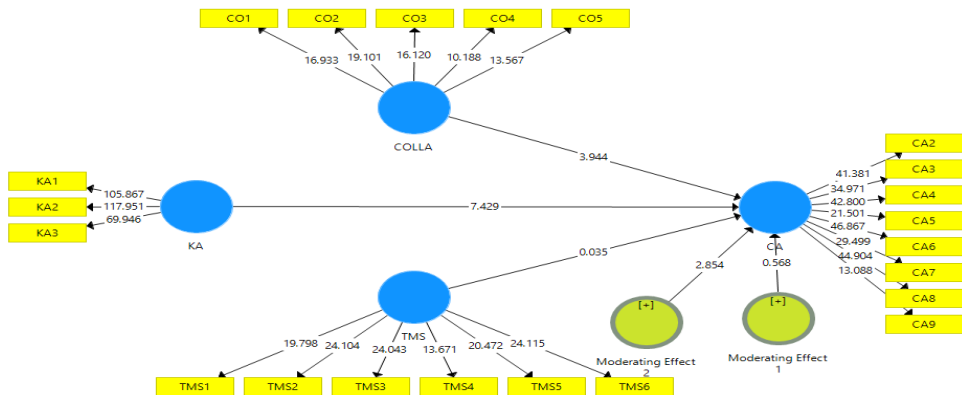 CO1 CO2 CO3 CO4 CO5
16.933 19.101 16.120 10.188 13.567
COLLA
3.944
KA1
KA2
KA3
105.867
117.951
69.946
KA
7.429
CA
CA2
CA3
CA4
CA5
CA6
CA7
CA8
CA9
41.381
34.971
42.800
21.501
46.867
29.499
44.904
13.088
0.035
2.854
0.568
TMS
[+]
Moderating Effect
2
[+]
Moderating Effect
1
19.798 24.104 24.043 13.671 20.472 24.115
TMS1 TMS2 TMS3 TMS4 TMS5 TMS6